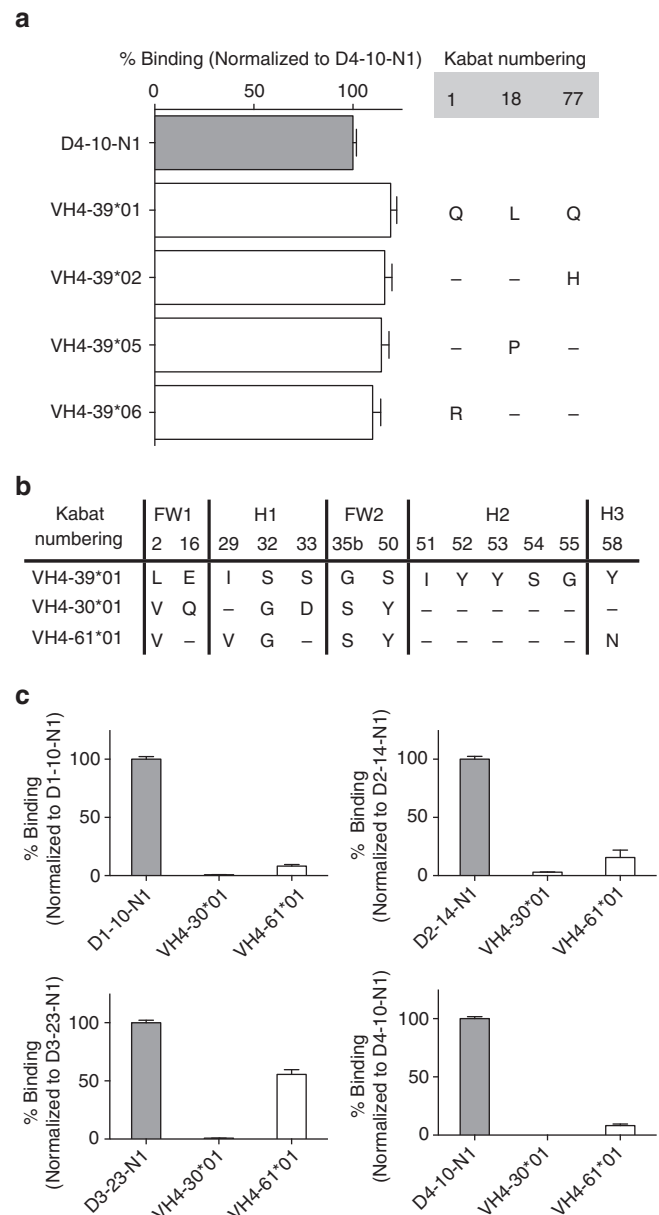 a
% Binding (Normalized to D4-10-N1)
Kabat numbering
0 50 100
1 18 77
D4-10-N1
VH4-39*01 Q L Q
VH4-39*02 – – H
VH4-39*05 – P –
VH4-39*06 R – –
b
Kabat numbering FW1 H1 FW2 H2 H3
2 16 29 32 33 35b 50 51 52 53 54 55 58
VH4-39*01 L E I S S G S I Y Y S G Y
VH4-30*01 V Q – G D S Y – – – – – –
VH4-61*01 V – V G – S Y – – – – – N
c
% Binding
(Normalized to D1-10-N1)
100
50
0
D1-10-N1
VH4-30*01
VH4-61*01
% Binding
(Normalized to D2-14-N1)
100
50
0
D2-14-N1
VH4-30*01
VH4-61*01
% Binding
(Normalized to D3-23-N1)
100
50
0
D3-23-N1
VH4-30*01
VH4-61*01
% Binding
(Normalized to D4-10-N1)
100
50
0
D4-10-N1
VH4-30*01
VH4-61*01